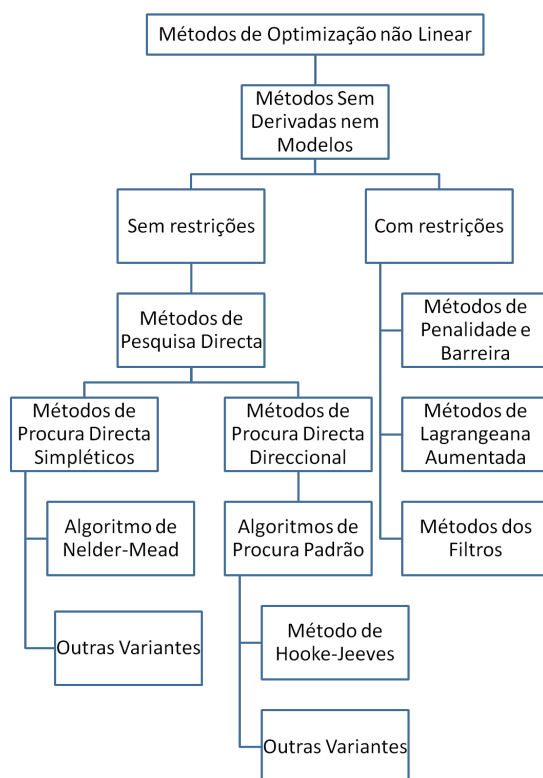 Métodos de Optimização não Linear
Métodos Sem
Derivadas nem
Modelos
Sem restrições
Com restrições
Métodos de
Pesquisa Directa
Métodos de
Penalidade e
Barreira
Métodos de
Procura Directa
Simpléticos
Métodos de
Procura Directa
Direccional
Métodos de
Lagrangeana
Aumentada
Algoritmo de
Nelder-Mead
Algoritmos de
Procura Padrão
Métodos dos
Filtros
Outras Variantes
Método de
Hooke-Jeeves
Outras Variantes